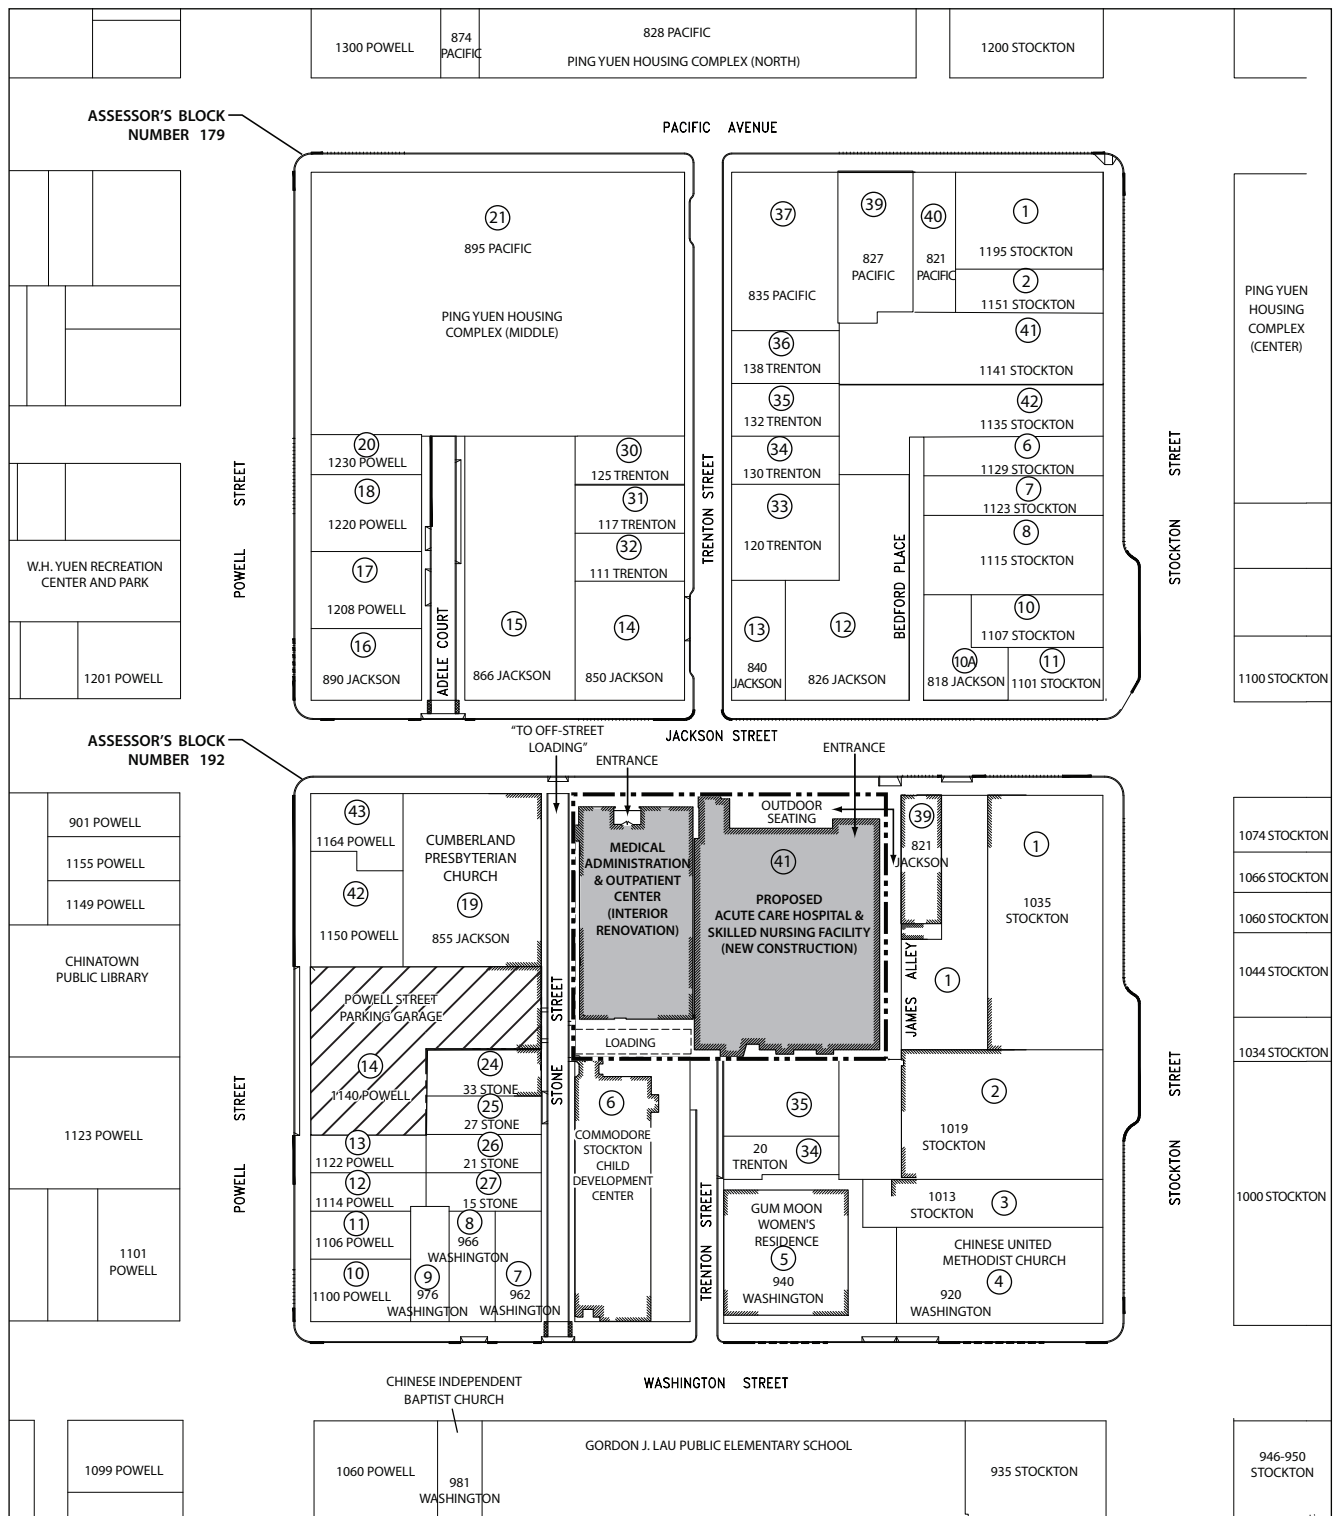 1300 POWELL
874
PACIFIC
828 PACIFIC
PING YUEN HOUSING COMPLEX (NORTH)
1200 STOCKTON
ASSESSOR'S BLOCK
NUMBER 179
PACIFIC AVENUE
21
895 PACIFIC
PING YUEN HOUSING
COMPLEX (MIDDLE)
37
835 PACIFIC
39
827
PACIFIC
40
821
PACIFIC
1
1195 STOCKTON
2
1151 STOCKTON
41
1141 STOCKTON
PING YUEN
HOUSING
COMPLEX
(CENTER)
36
138 TRENTON
35
132 TRENTON
42
1135 STOCKTON
20
1230 POWELL
18
1220 POWELL
17
1208 POWELL
16
890 JACKSON
ADELE COURT
15
866 JACKSON
30
125 TRENTON
31
117 TRENTON
32
111 TRENTON
14
850 JACKSON
TRENTON STREET
34
130 TRENTON
33
120 TRENTON
13
840
JACKSON
12
826 JACKSON
BEDFORD PLACE
6
1129 STOCKTON
7
1123 STOCKTON
8
1115 STOCKTON
10
1107 STOCKTON
10A
818 JACKSON
11
1101 STOCKTON
POWELL STREET
STOCKTON STREET
W.H. YUEN RECREATION
CENTER AND PARK
1201 POWELL
1100 STOCKTON
JACKSON STREET
ASSESSOR'S BLOCK
NUMBER 192
"TO OFF-STREET
LOADING"
ENTRANCE
ENTRANCE
43
1164 POWELL
42
1150 POWELL
CUMBERLAND
PRESBYTERIAN
CHURCH
19
855 JACKSON
MEDICAL
ADMINISTRATION
& OUTPATIENT
CENTER
(INTERIOR
RENOVATION)
OUTDOOR
SEATING
41
PROPOSED
ACUTE CARE HOSPITAL &
SKILLED NURSING FACILITY
(NEW CONSTRUCTION)
39
821
JACKSON
1
1035
STOCKTON
1
JAMES ALLEY
901 POWELL
1155 POWELL
1149 POWELL
CHINATOWN
PUBLIC LIBRARY
1074 STOCKTON
1066 STOCKTON
1060 STOCKTON
1044 STOCKTON
1034 STOCKTON
POWELL STREET
PARKING GARAGE
14
1140 POWELL
STONE STREET
LOADING
24
33 STONE
25
27 STONE
26
21 STONE
27
15 STONE
13
1122 POWELL
12
1114 POWELL
11
1106 POWELL
10
1100 POWELL
9
976
WASHINGTON
8
966
WASHINGTON
7
962
WASHINGTON
6
COMMODORE
STOCKTON
CHILD
DEVELOPMENT
CENTER
TRENTON STREET
35
20
TRENTON
34
2
1019
STOCKTON
1013
STOCKTON
3
GUM MOON
WOMEN'S
RESIDENCE
5
940
WASHINGTON
CHINESE UNITED
METHODIST CHURCH
4
920
WASHINGTON
POWELL STREET
STOCKTON STREET
1123 POWELL
1101
POWELL
1000 STOCKTON
WASHINGTON STREET
CHINESE INDEPENDENT
BAPTIST CHURCH
1099 POWELL
1060 POWELL
981
WASHINGTON
GORDON J. LAU PUBLIC ELEMENTARY SCHOOL
935 STOCKTON
946-950
STOCKTON